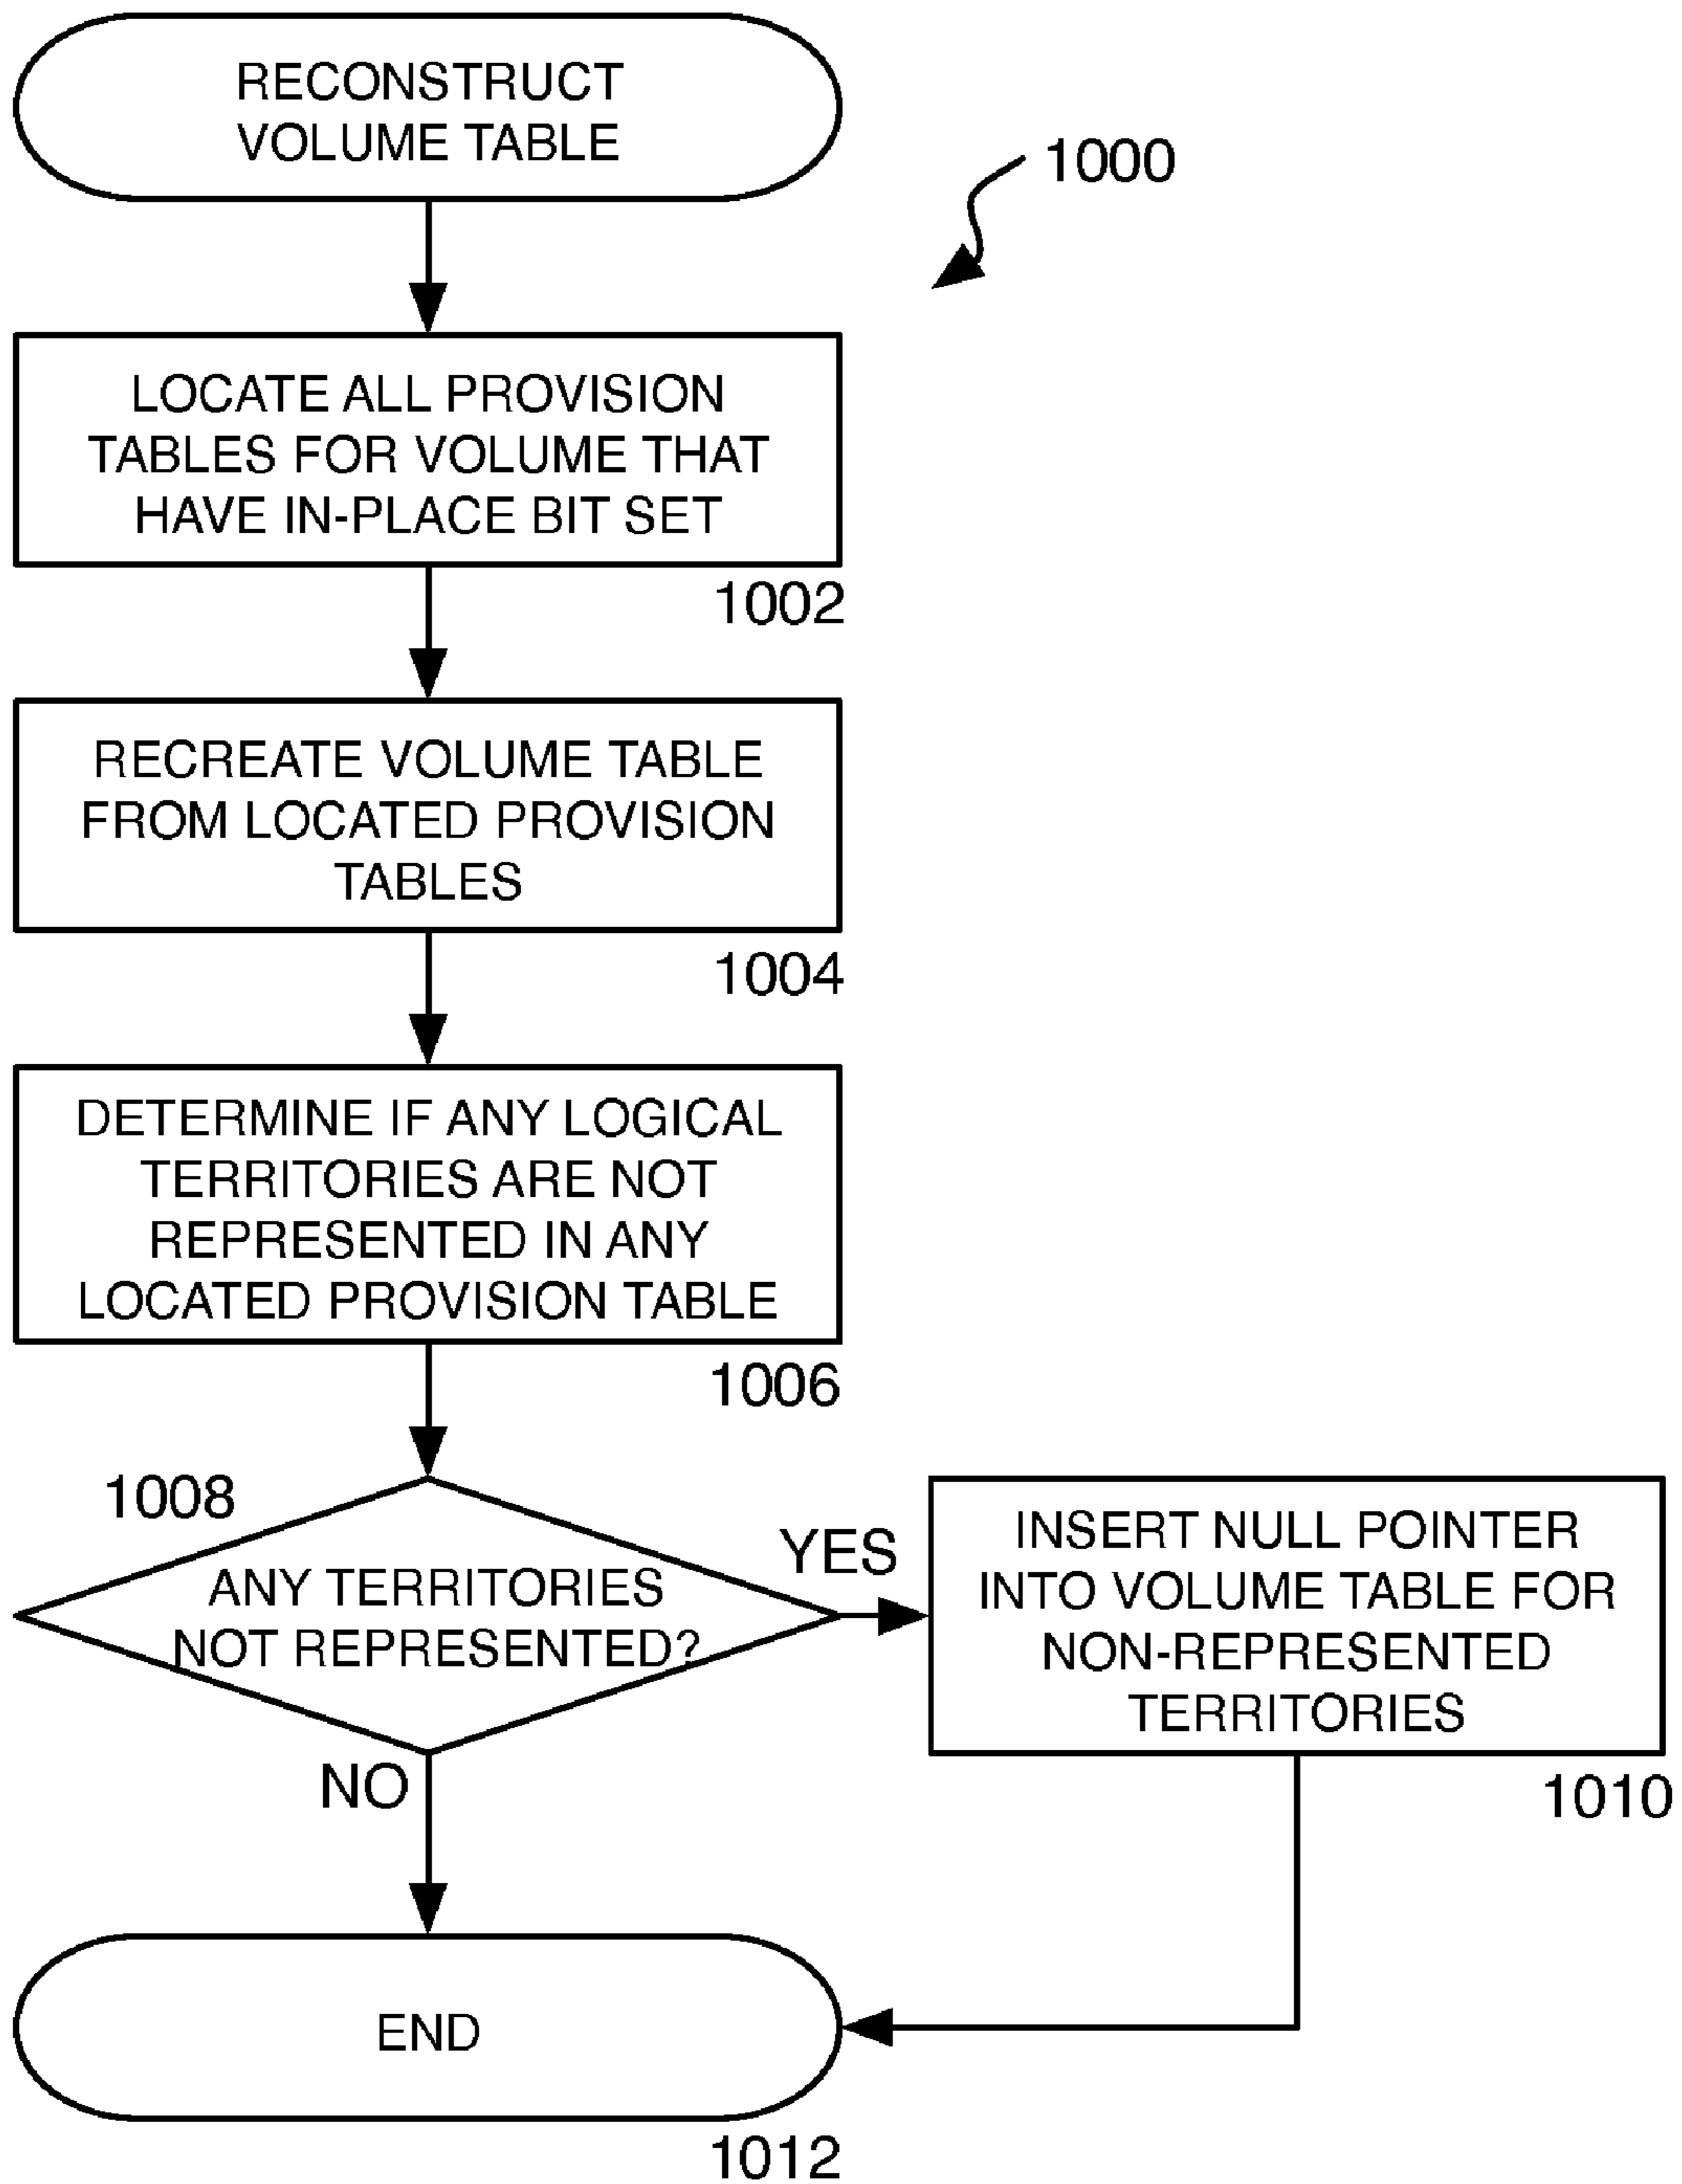 RECONSTRUCT
VOLUME TABLE
1000
LOCATE ALL PROVISION
TABLES FOR VOLUME THAT
HAVE IN-PLACE BIT SET
1002
RECREATE VOLUME TABLE
FROM LOCATED PROVISION
TABLES
1004
DETERMINE IF ANY LOGICAL
TERRITORIES ARE NOT
REPRESENTED IN ANY
LOCATED PROVISION TABLE
1006
1008
ANY TERRITORIES
NOT REPRESENTED?
YES
INSERT NULL POINTER
INTO VOLUME TABLE FOR
NON-REPRESENTED
TERRITORIES
1010
NO
END
1012